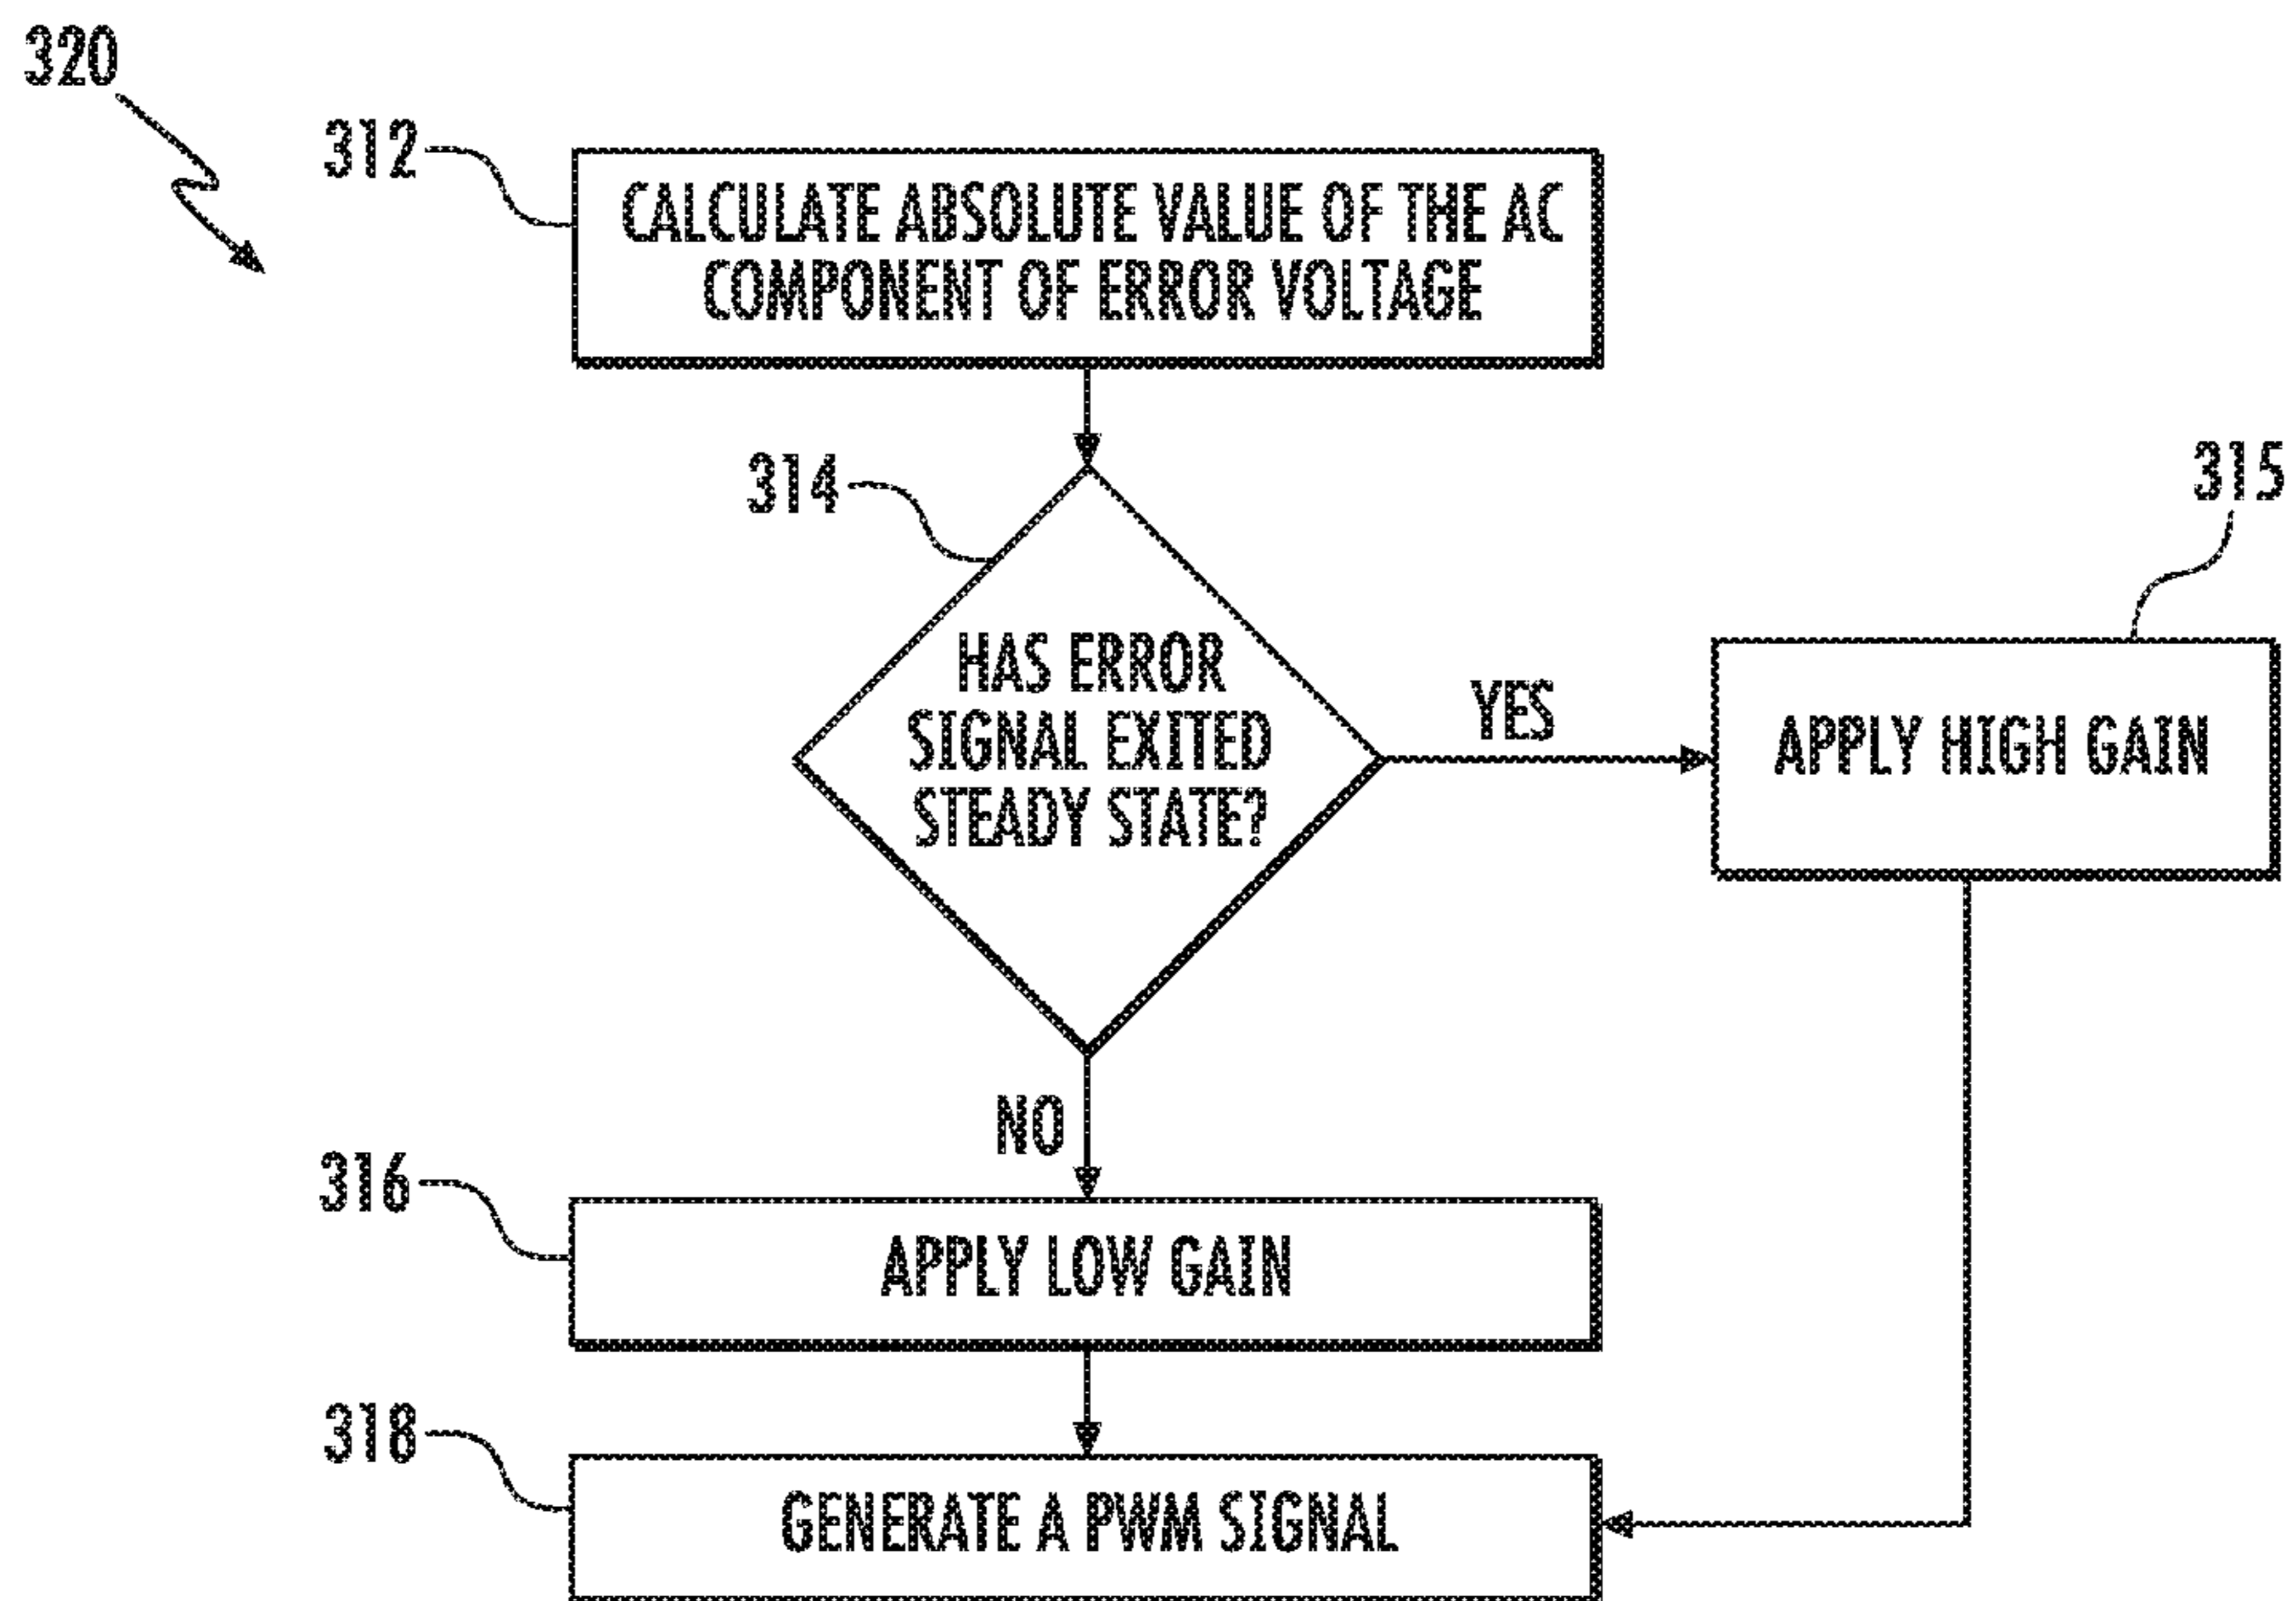 320
312
CALCULATE ABSOLUTE VALUE OF THE AC
COMPONENT OF ERROR VOLTAGE
314
HAS ERROR
SIGNAL EXITED
STEADY STATE?
YES
315
APPLY HIGH GAIN
NO
316
APPLY LOW GAIN
318
GENERATE A PWM SIGNAL